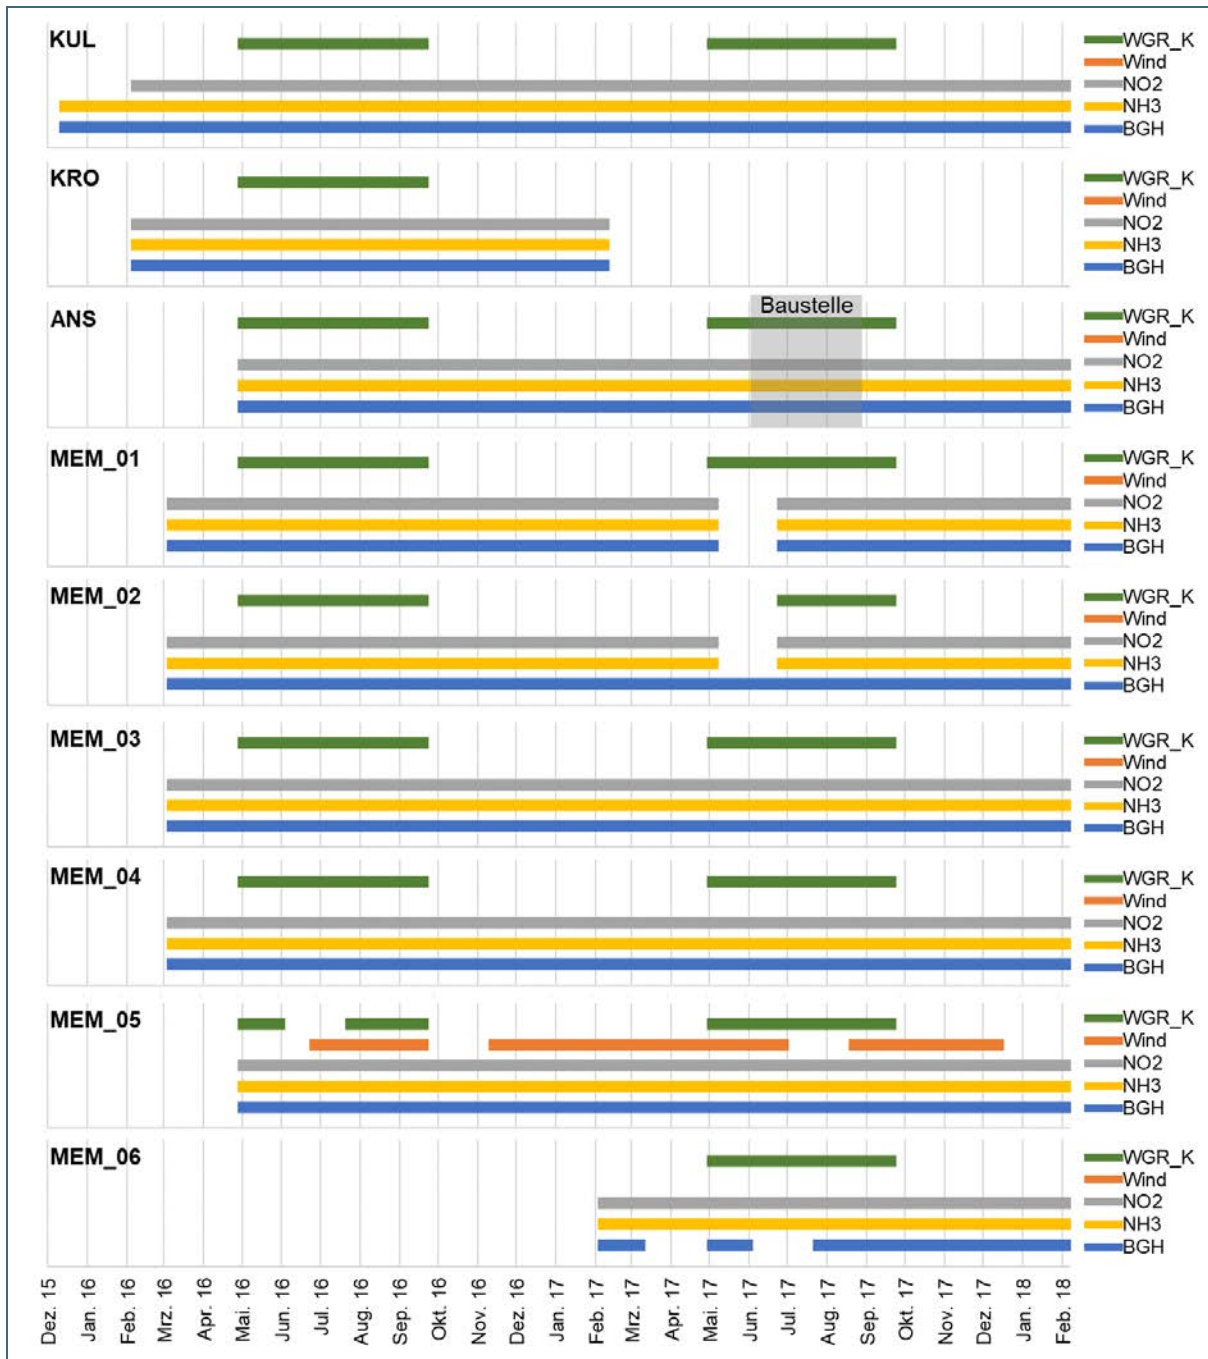 KUL
WGR_K
Wind
NO2
NH3
BGH
KRO
WGR_K
Wind
NO2
NH3
BGH
ANS
Baustelle
WGR_K
Wind
NO2
NH3
BGH
MEM_01
WGR_K
Wind
NO2
NH3
BGH
MEM_02
WGR_K
Wind
NO2
NH3
BGH
MEM_03
WGR_K
Wind
NO2
NH3
BGH
MEM_04
WGR_K
Wind
NO2
NH3
BGH
MEM_05
WGR_K
Wind
NO2
NH3
BGH
MEM_06
WGR_K
Wind
NO2
NH3
BGH
Dez. 15
Jan. 16
Feb. 16
Mrz. 16
Apr. 16
Mai. 16
Jun. 16
Jul. 16
Aug. 16
Sep. 16
Okt. 16
Nov. 16
Dez. 16
Jan. 17
Feb. 17
Mrz. 17
Apr. 17
Mai. 17
Jun. 17
Jul. 17
Aug. 17
Sep. 17
Okt. 17
Nov. 17
Dez. 17
Jan. 18
Feb. 18